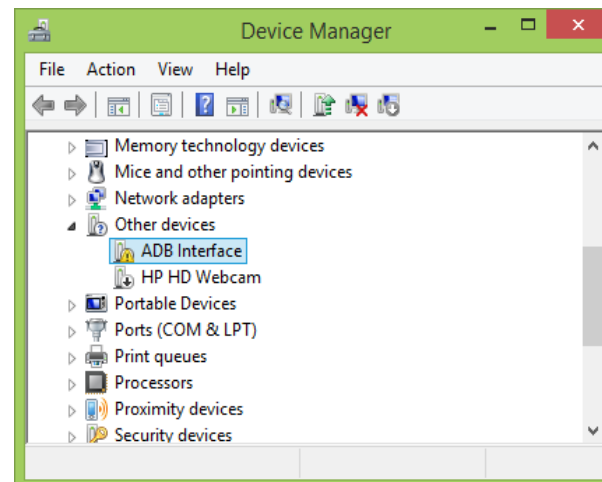 Device Manager
File Action View Help
Memory technology devices
Mice and other pointing devices
Network adapters
Other devices
ADB Interface
HP HD Webcam
Portable Devices
Ports (COM & LPT)
Print queues
Processors
Proximity devices
Security devices